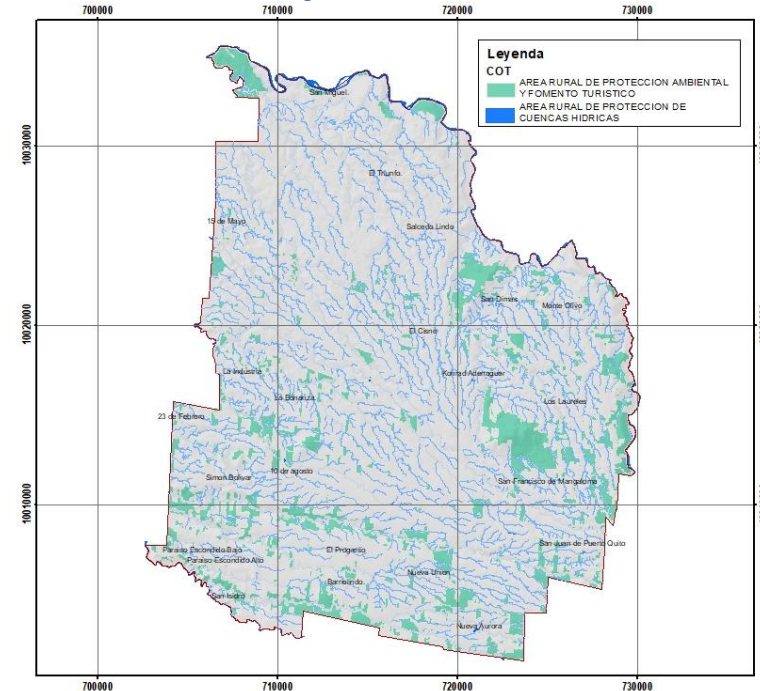 700000 710000 720000 730000
Leyenda
COT
AREA RURAL DE PROTECCION AMBIENTAL
Y FOMENTO TURISTICO
AREA RURAL DE PROTECCION DE
CUENCAS HIDRICAS
San Miguel.
10030000
El Triunfo.
15 de Mayo
Salcedo Lindo
San Dimas
Monte Olivo
10020000
El Cisne
La Industria
Konrad Adenaguer
La Bonanza
Los Laureles
23 de Febrero
10 de agosto
Simon Bolivar
San Francisco de Mangaloma
10010000
San Juan de Puerto Quito
Paraiso Escondido Bajo
El Progerso
Paraiso Escondido Alto
Nueva Union
Barriolindo.
San Isidro
Nueva Aurora
700000 710000 720000 730000